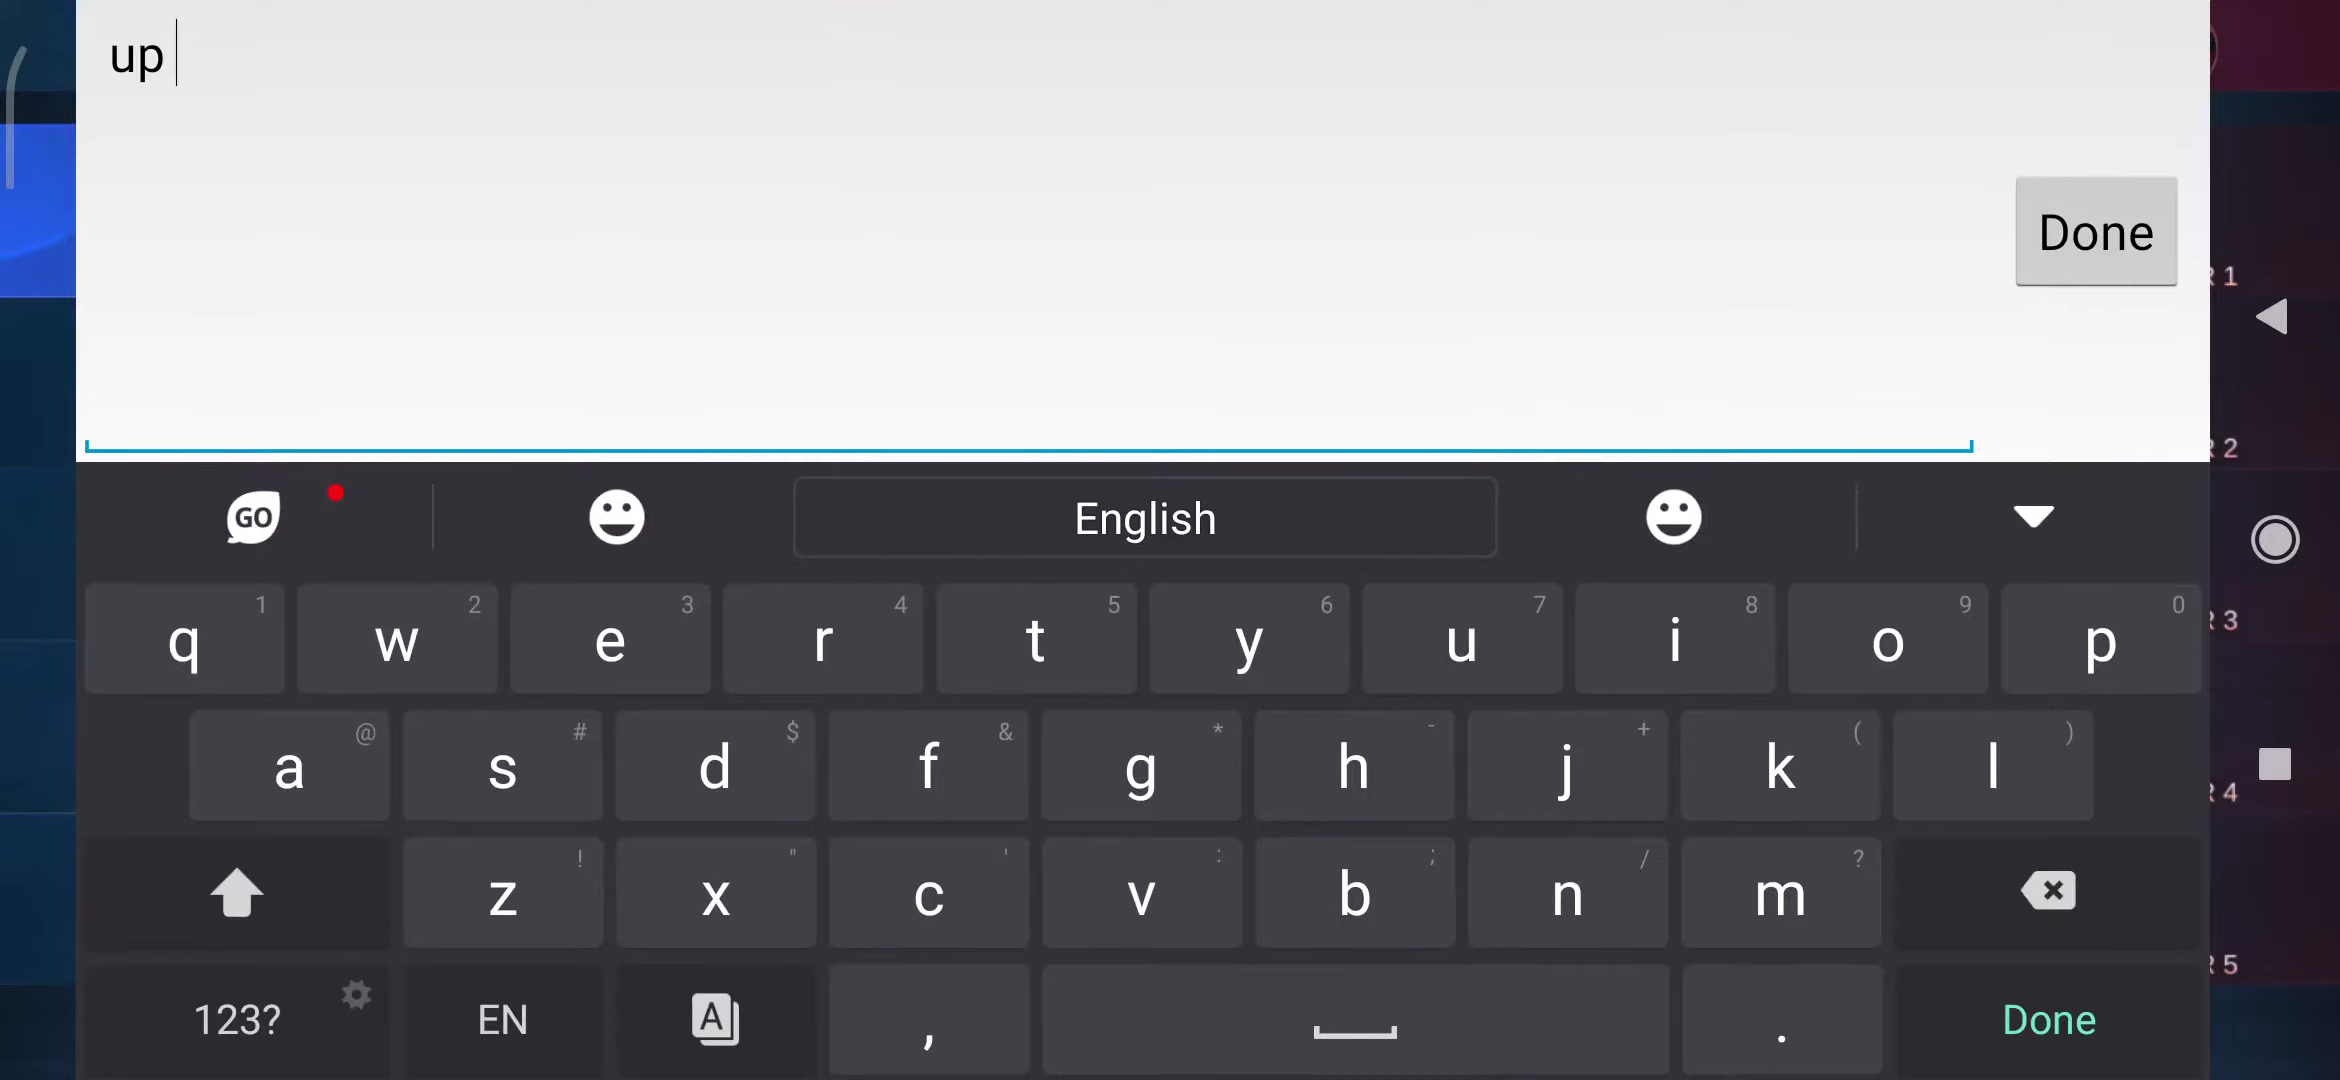 up
Done
R 1
R 2
GO English
1 2 3 4 5 6 7 8 9 0
q w e r t y u i o p
R 3
@ # $ & * - + ( )
a s d f g h j k l
R 4
! " ' : ; / ?
z x c v b n m
R 5
123? EN A , . Done